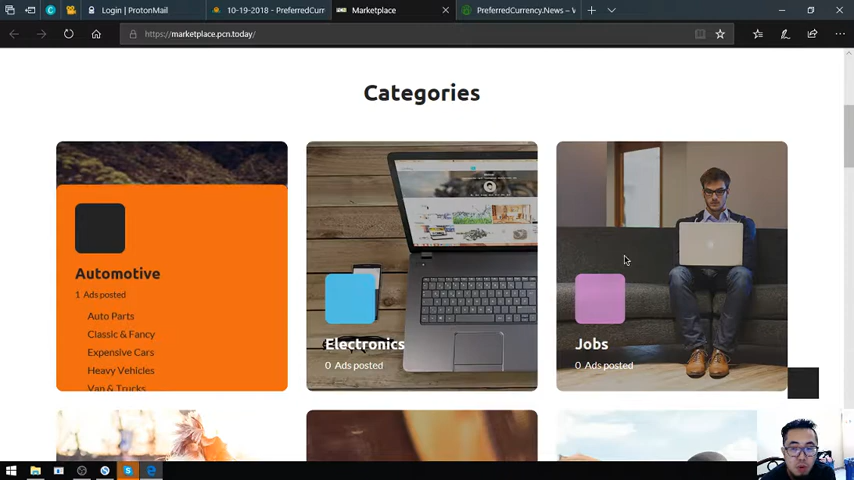 Login | ProtonMail
10-19-2018 - PreferredCurr
Marketplace
PreferredCurrency.News – V
https://marketplace.pcn.today/
Categories
Automotive
1 Ads posted
Auto Parts
Classic & Fancy
Expensive Cars
Heavy Vehicles
Van & Trucks
Electronics
0 Ads posted
Jobs
0 Ads posted